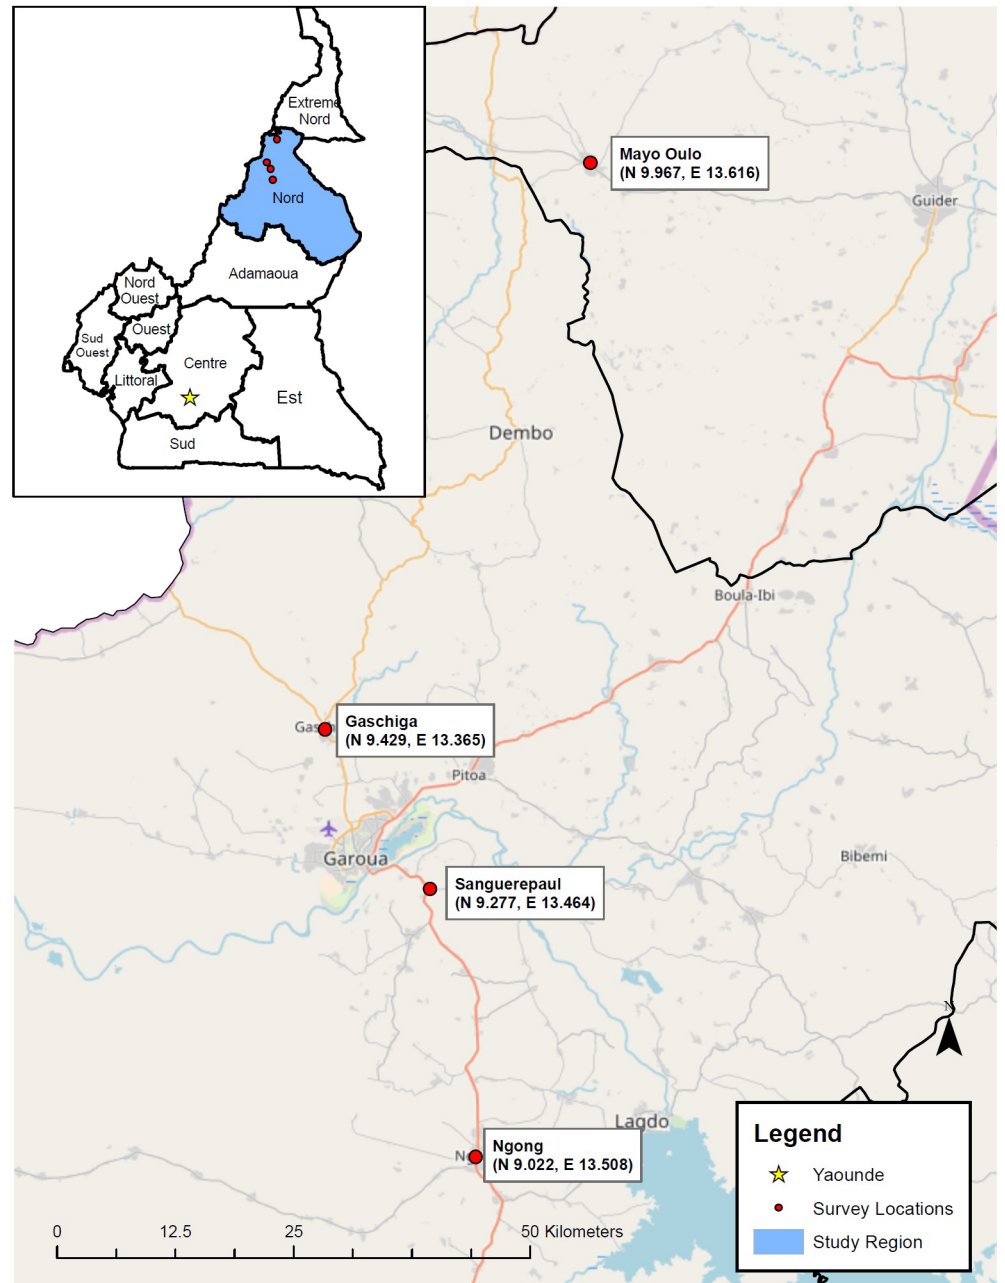 Extreme
Nord
Nord
Adamaoua
Nord
Ouest
Ouest
Sud
Ouest
Littoral
Centre
Est
Sud
Mayo Oulo
(N 9.967, E 13.616)
Guider
Dembo
Boula-Ibi
Gaschiga
(N 9.429, E 13.365)
Pitoa
Garoua
Bibemi
Sanguerepaul
(N 9.277, E 13.464)
N
Lagdo
Ngong
(N 9.022, E 13.508)
Legend
Yaounde
Survey Locations
Study Region
0 12.5 25 50 Kilometers